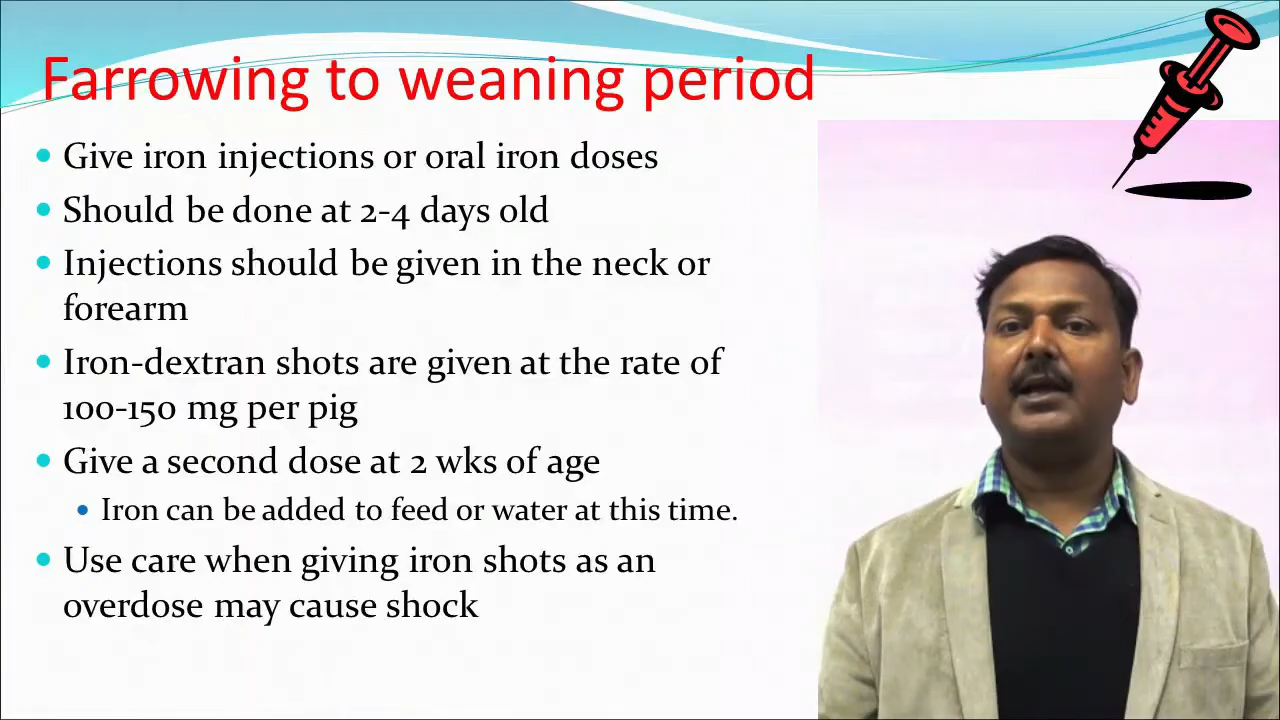 Farrowing to weaning period
• Give iron injections or oral iron doses
• Should be done at 2-4 days old
• Injections should be given in the neck or
forearm
• Iron-dextran shots are given at the rate of
100-150 mg per pig
• Give a second dose at 2 wks of age
• Iron can be added to feed or water at this time.
• Use care when giving iron shots as an
overdose may cause shock